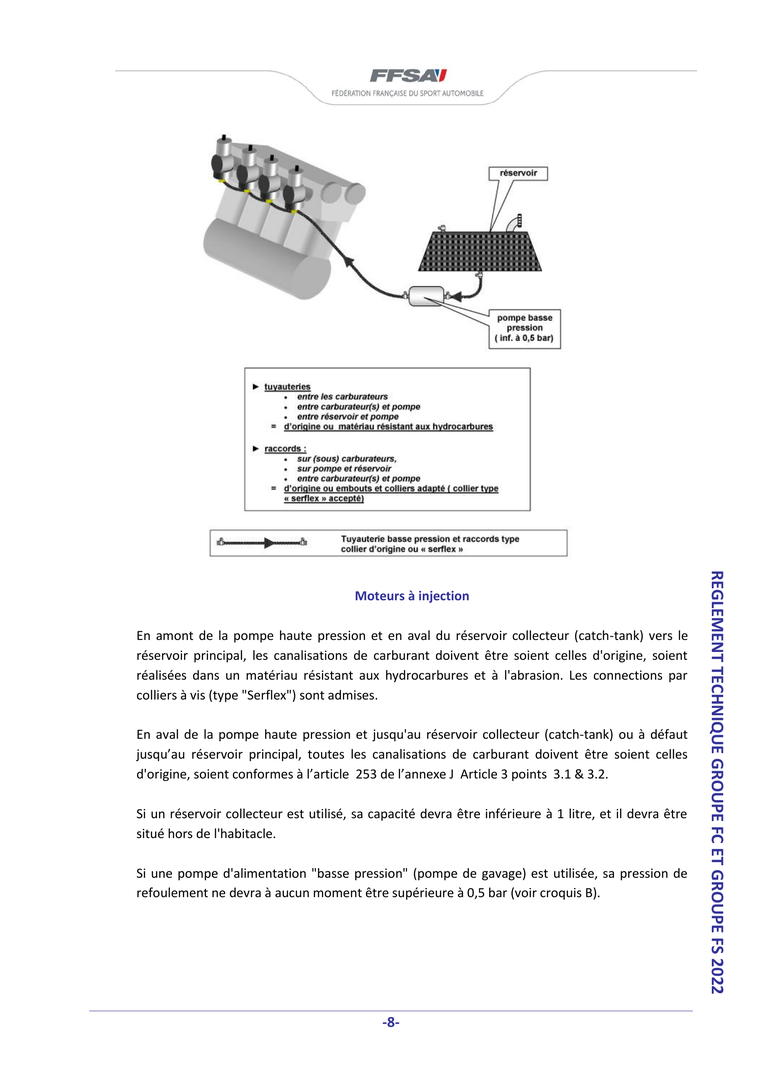 FFSA
FÉDÉRATION FRANÇAISE DU SPORT AUTOMOBILE
réservoir
pompe basse
pression
( inf. à 0,5 bar)
► tuyauteries
• entre les carburateurs
• entre carburateur(s) et pompe
• entre réservoir et pompe
= d'origine ou matériau résistant aux hydrocarbures
► raccords :
• sur (sous) carburateurs,
• sur pompe et réservoir
• entre carburateur(s) et pompe
= d'origine ou embouts et colliers adapté ( collier type
« serflex » accepté)
Tuyauterie basse pression et raccords type
collier d'origine ou « serflex »
Moteurs à injection
En amont de la pompe haute pression et en aval du réservoir collecteur (catch-tank) vers le
réservoir principal, les canalisations de carburant doivent être soient celles d'origine, soient
réalisées dans un matériau résistant aux hydrocarbures et à l'abrasion. Les connections par
colliers à vis (type "Serflex") sont admises.
En aval de la pompe haute pression et jusqu'au réservoir collecteur (catch-tank) ou à défaut
jusqu’au réservoir principal, toutes les canalisations de carburant doivent être soient celles
d'origine, soient conformes à l’article 253 de l’annexe J Article 3 points 3.1 & 3.2.
Si un réservoir collecteur est utilisé, sa capacité devra être inférieure à 1 litre, et il devra être
situé hors de l'habitacle.
Si une pompe d'alimentation "basse pression" (pompe de gavage) est utilisée, sa pression de
refoulement ne devra à aucun moment être supérieure à 0,5 bar (voir croquis B).
REGLEMENT TECHNIQUE GROUPE FC ET GROUPE FS 2022
-8-